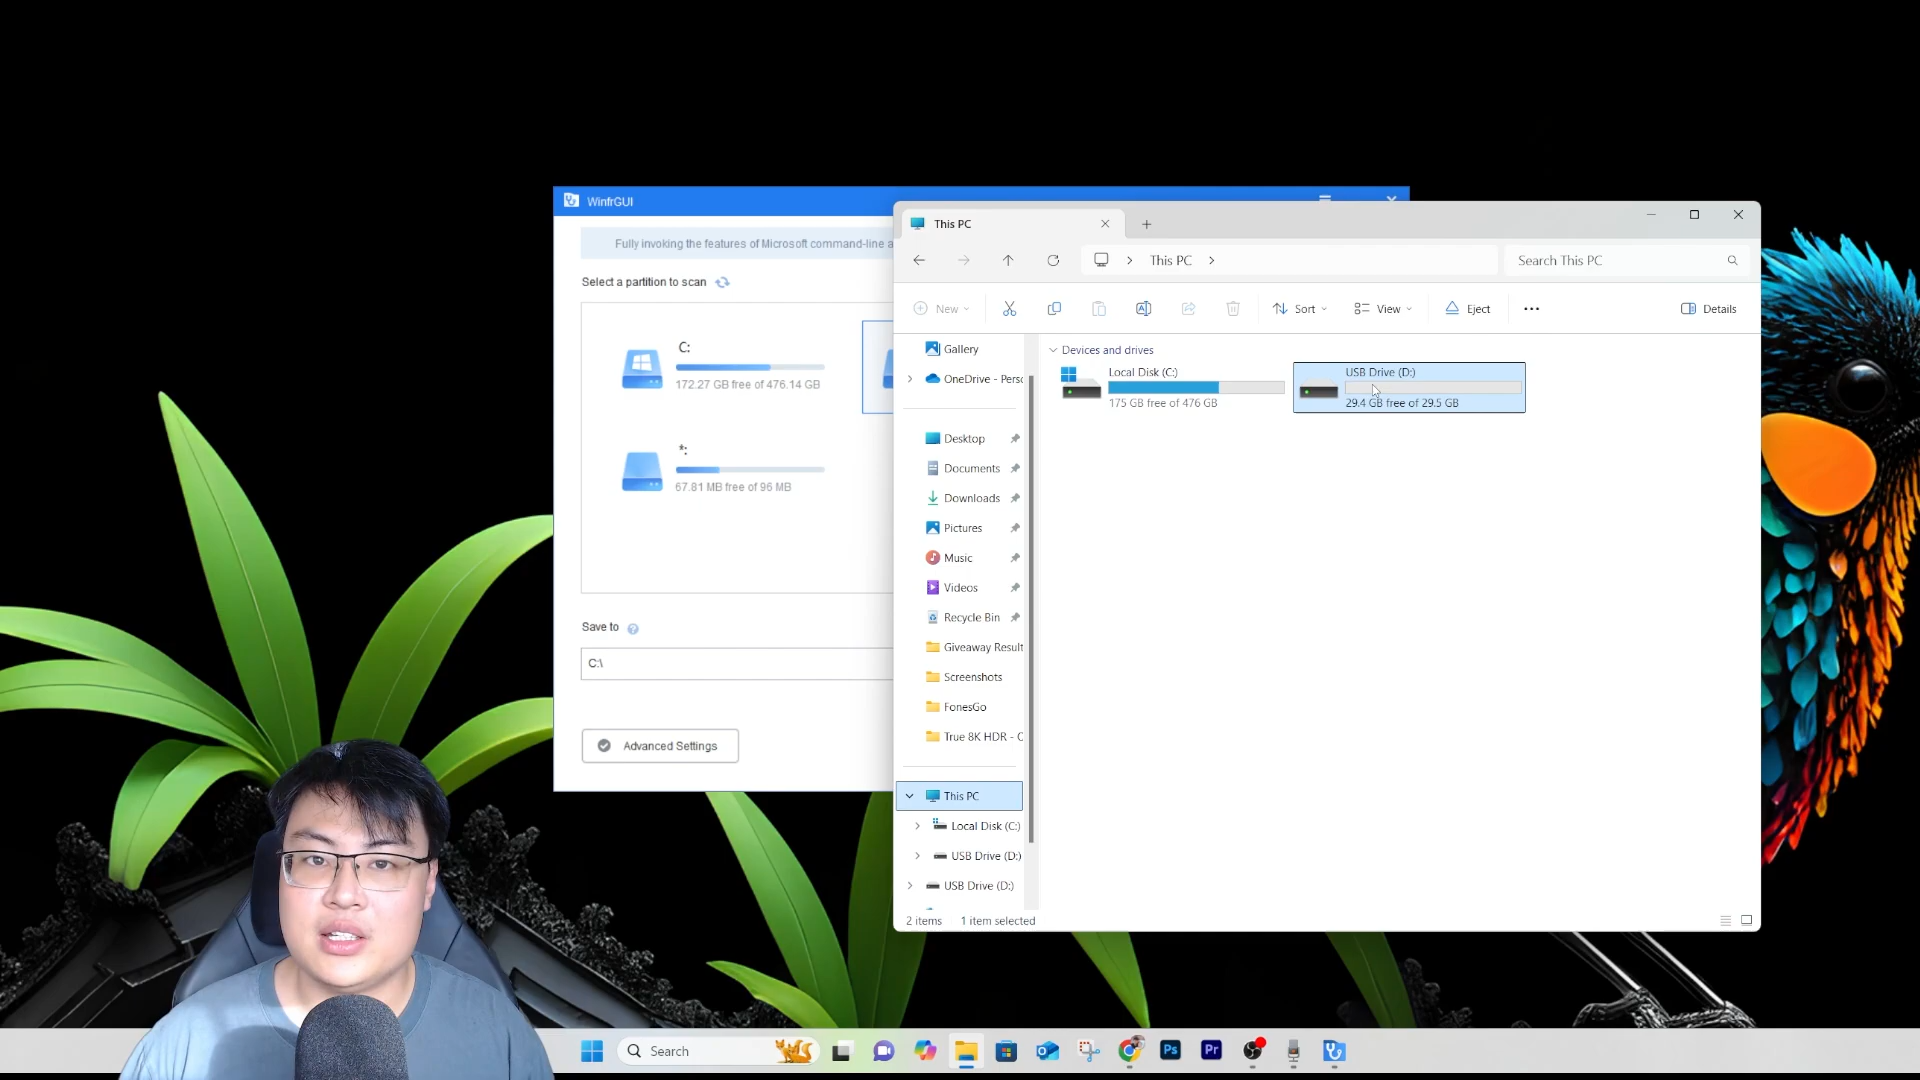 WinfrGUI
Fully invoking the features of Microsoft command-line a
Select a partition to scan
C:
172.27 GB free of 476.14 GB
*:
67.81 MB free of 96 MB
Save to
C:\
Advanced Settings
This PC
This PC
Search This PC
New
Sort
View
Eject
Details
Gallery
OneDrive - Perso
Desktop
Documents
Downloads
Pictures
Music
Videos
Recycle Bin
Giveaway Result
Screenshots
FonesGo
True 8K HDR - C
This PC
Local Disk (C:)
USB Drive (D:)
USB Drive (D:)
Devices and drives
Local Disk (C:)
175 GB free of 476 GB
USB Drive (D:)
29.4 GB free of 29.5 GB
2 items
1 item selected
Search
Ps
Pr